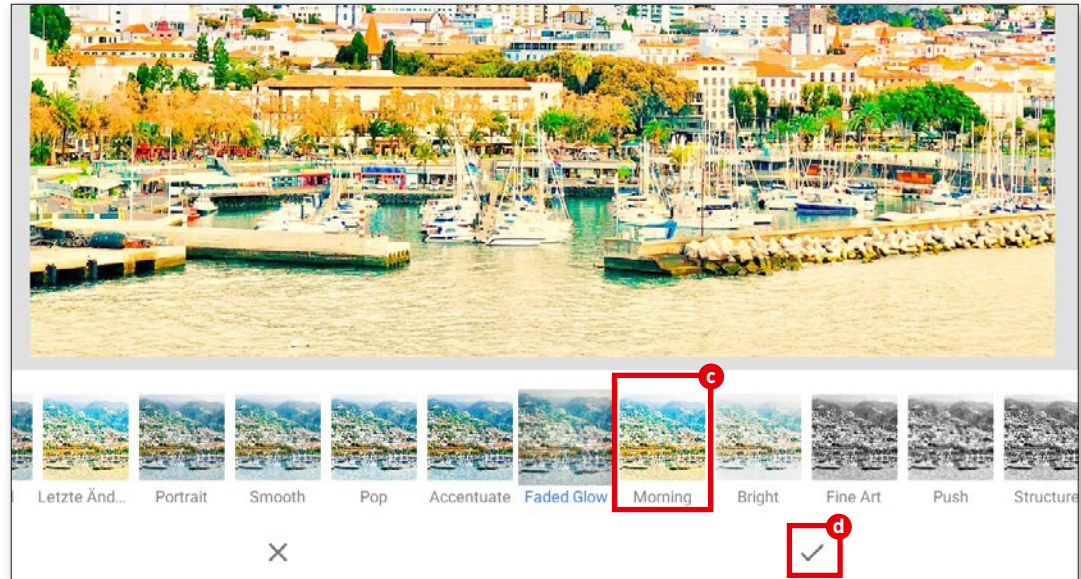 c
Letzte Änd... Portrait Smooth Pop Accentuate Faded Glow Morning Bright Fine Art Push Structure
d